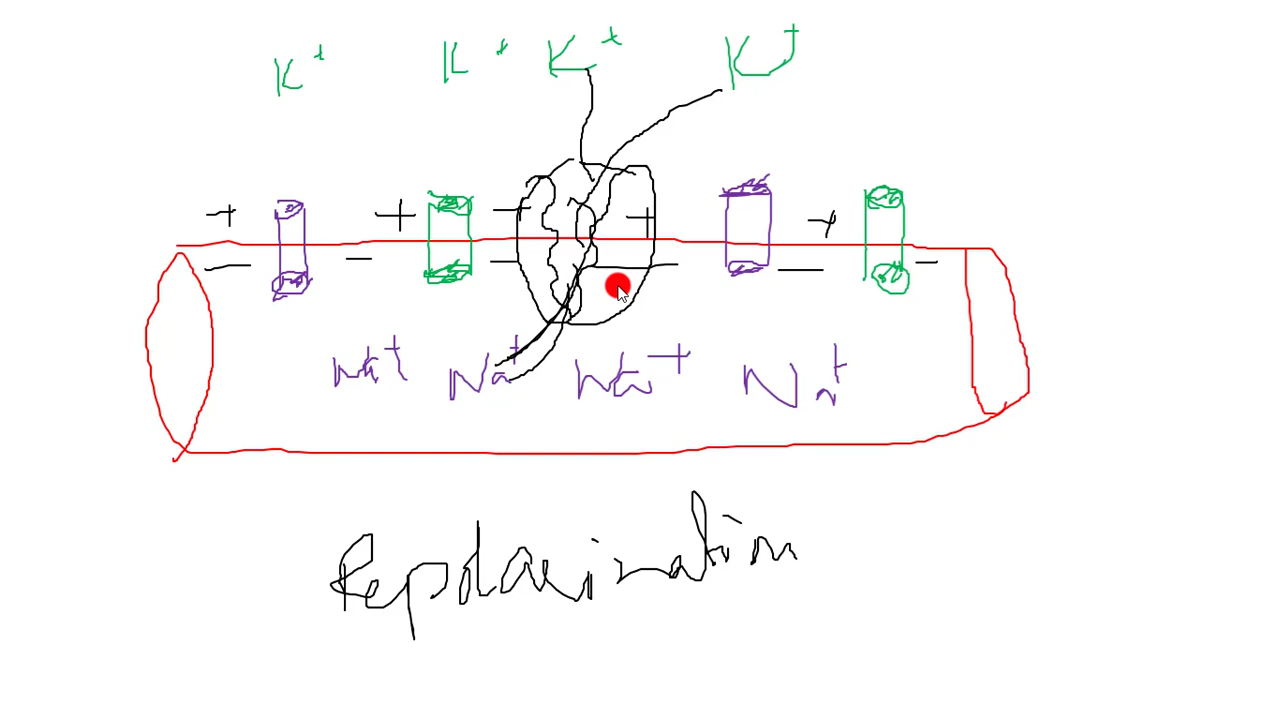 K+ K+ K+ K+
+ + + + +
- - - - -
Na+ Na+ Na+ Na+
Repolarization